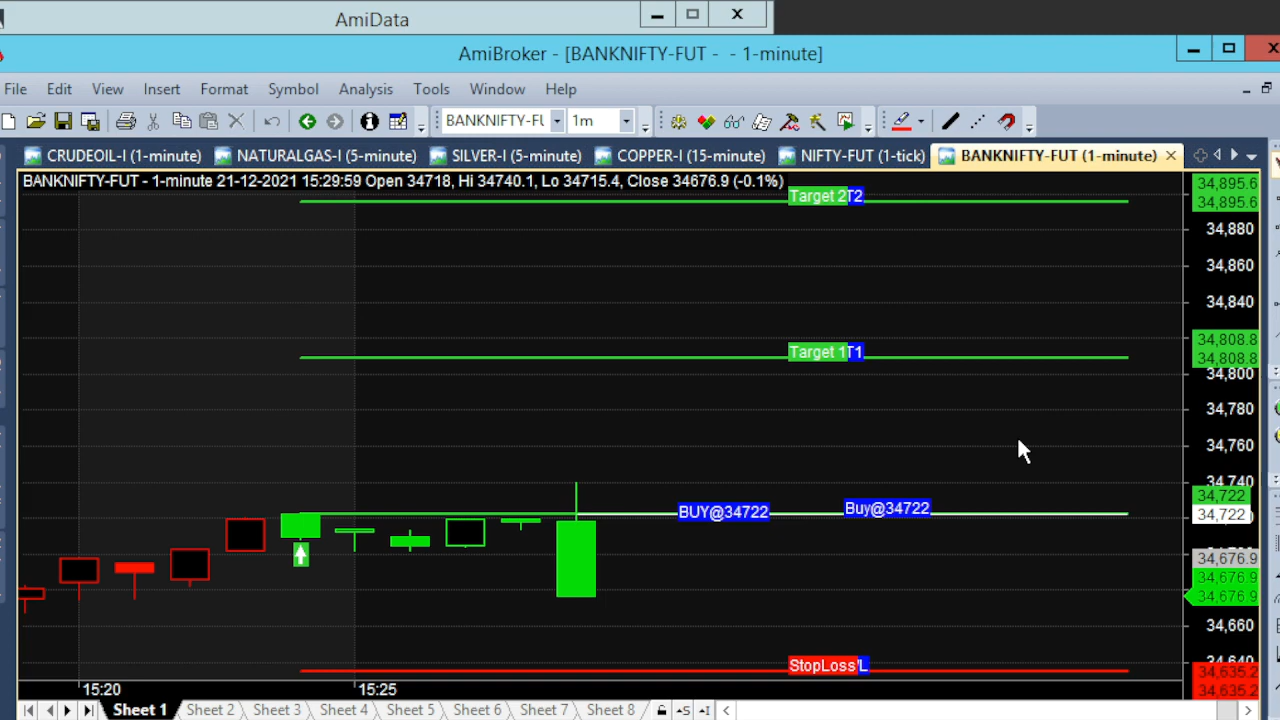 AmiData
AmiBroker - [BANKNIFTY-FUT - - 1-minute]
File Edit View Insert Format Symbol Analysis Tools Window Help
BANKNIFTY-FU 1m
CRUDEOIL-I (1-minute) NATURALGAS-I (5-minute) SILVER-I (5-minute) COPPER-I (15-minute) NIFTY-FUT (1-tick) BANKNIFTY-FUT (1-minute)
BANKNIFTY-FUT - 1-minute 21-12-2021 15:29:59 Open 34718, Hi 34740.1, Lo 34715.4, Close 34676.9 (-0.1%)
34,895.6
Target 2 T2
34,895.6
34,880
34,860
34,840
34,808.8
Target 1 T1
34,808.8
34,800
34,780
34,760
34,740
34,722
BUY@34722 Buy@34722
34,722
34,676.9
34,676.9
34,676.9
34,660
34,640
StopLoss L
34,635.2
34,635.2
15:20 15:25
Sheet 1 Sheet 2 Sheet 3 Sheet 4 Sheet 5 Sheet 6 Sheet 7 Sheet 8